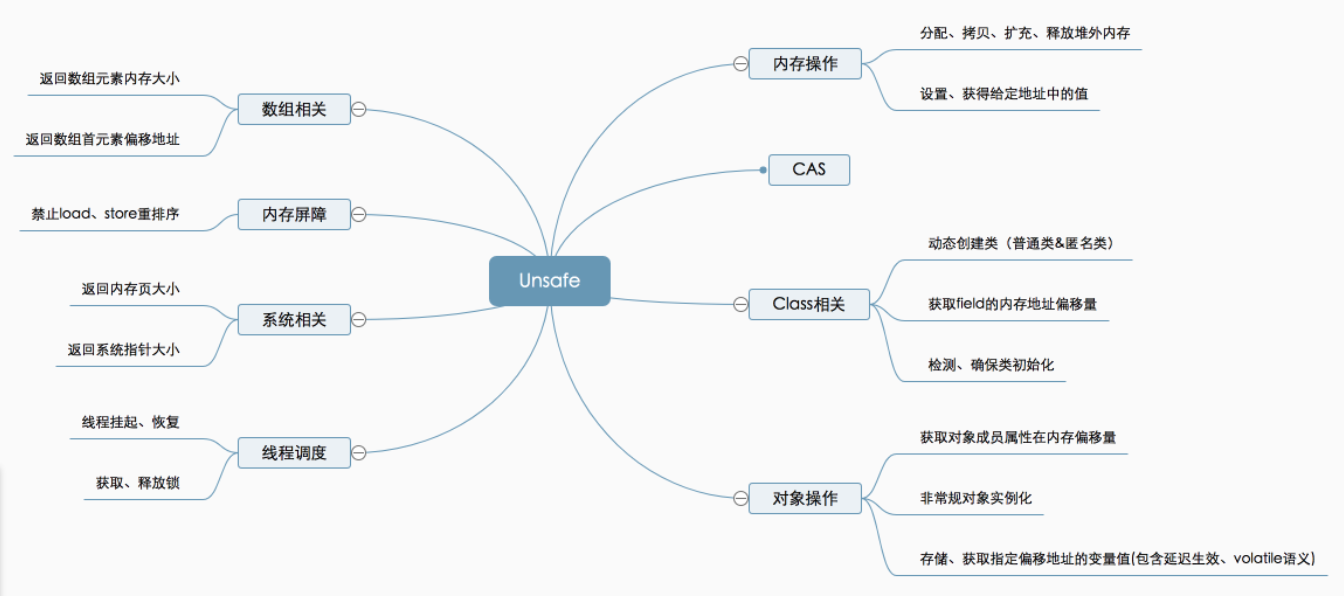 Unsafe
数组相关
返回数组元素内存大小
返回数组首元素偏移地址
内存屏障
禁止load、store重排序
系统相关
返回内存页大小
返回系统指针大小
线程调度
线程挂起、恢复
获取、释放锁
内存操作
分配、拷贝、扩充、释放堆外内存
设置、获得给定地址中的值
CAS
Class相关
动态创建类（普通类&匿名类）
获取field的内存地址偏移量
检测、确保类初始化
对象操作
获取对象成员属性在内存偏移量
非常规对象实例化
存储、获取指定偏移地址的变量值(包含延迟生效、volatile语义)